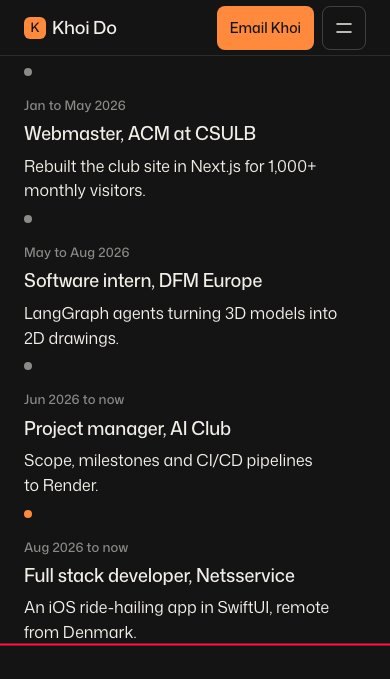 K Khoi Do
Email Khoi
Jan to May 2026
Webmaster, ACM at CSULB
Rebuilt the club site in Next.js for 1,000+
monthly visitors.
May to Aug 2026
Software intern, DFM Europe
LangGraph agents turning 3D models into
2D drawings.
Jun 2026 to now
Project manager, AI Club
Scope, milestones and CI/CD pipelines
to Render.
Aug 2026 to now
Full stack developer, Netsservice
An iOS ride-hailing app in SwiftUI, remote
from Denmark.